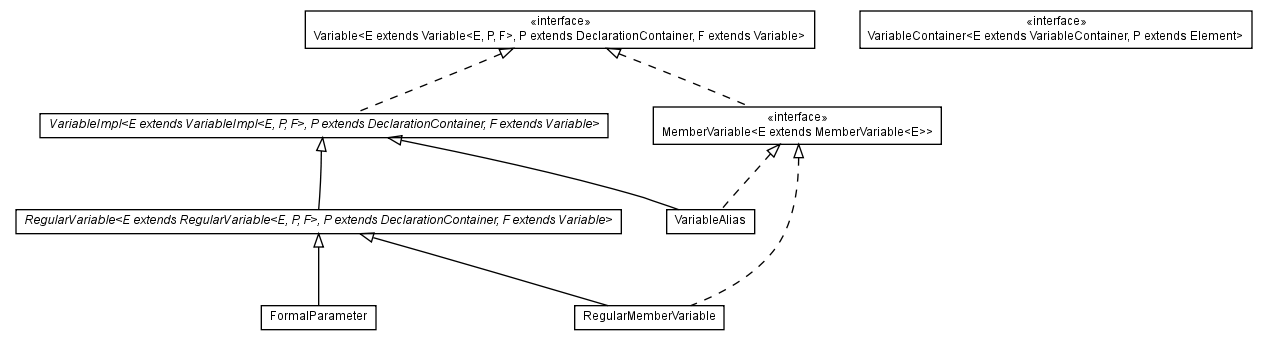 «interface»
Variable<E extends Variable<E, P, F>, P extends DeclarationContainer, F extends Variable>
«interface»
VariableContainer<E extends VariableContainer, P extends Element>
VariableImpl<E extends VariableImpl<E, P, F>, P extends DeclarationContainer, F extends Variable>
«interface»
MemberVariable<E extends MemberVariable<E>>
RegularVariable<E extends RegularVariable<E, P, F>, P extends DeclarationContainer, F extends Variable>
VariableAlias
FormalParameter
RegularMemberVariable